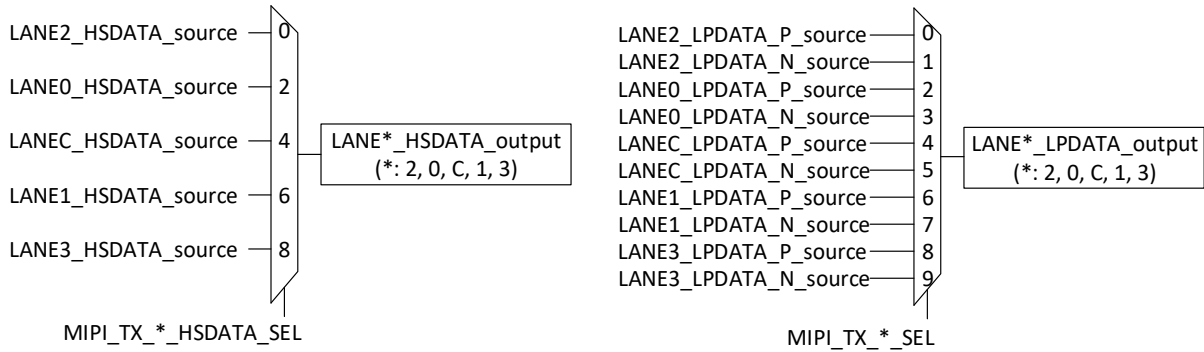 LANE2_HSDATA_source 0
LANE0_HSDATA_source 2
LANEC_HSDATA_source 4
LANE1_HSDATA_source 6
LANE3_HSDATA_source 8
LANE*_HSDATA_output
(*: 2, 0, C, 1, 3)
MIPI_TX_*_HSDATA_SEL
LANE2_LPDATA_P_source 0
LANE2_LPDATA_N_source 1
LANE0_LPDATA_P_source 2
LANE0_LPDATA_N_source 3
LANEC_LPDATA_P_source 4
LANEC_LPDATA_N_source 5
LANE1_LPDATA_P_source 6
LANE1_LPDATA_N_source 7
LANE3_LPDATA_P_source 8
LANE3_LPDATA_N_source 9
LANE*_LPDATA_output
(*: 2, 0, C, 1, 3)
MIPI_TX_*_SEL